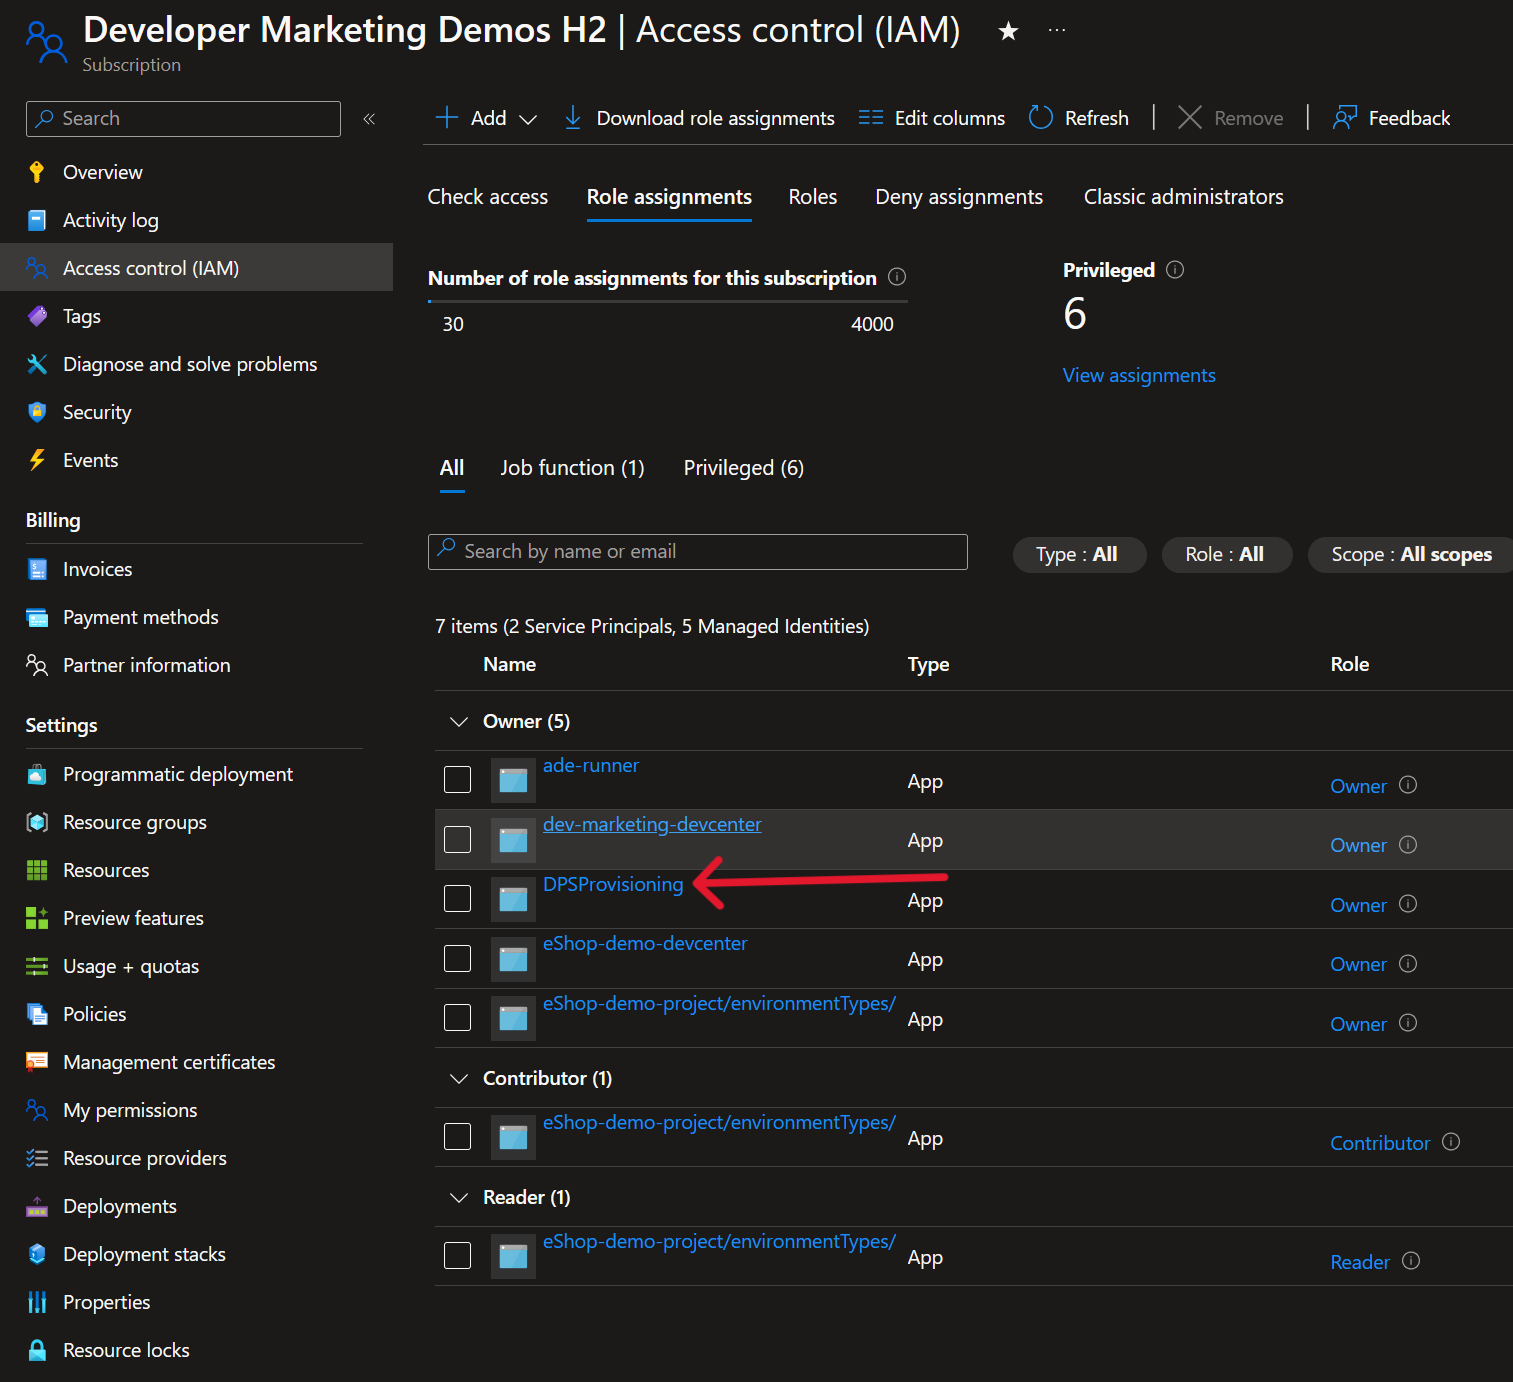 Developer Marketing Demos H2 | Access control (IAM) ★ ...
Subscription
Search «
Overview
Activity log
Access control (IAM)
Tags
Diagnose and solve problems
Security
Events
Billing
Invoices
Payment methods
Partner information
Settings
Programmatic deployment
Resource groups
Resources
Preview features
Usage + quotas
Policies
Management certificates
My permissions
Resource providers
Deployments
Deployment stacks
Properties
Resource locks
Add Download role assignments Edit columns Refresh | Remove | Feedback
Check access Role assignments Roles Deny assignments Classic administrators
Number of role assignments for this subscription
30 4000
Privileged
6
View assignments
All Job function (1) Privileged (6)
Search by name or email Type : All Role : All Scope : All scopes
7 items (2 Service Principals, 5 Managed Identities)
Name Type Role
Owner (5)
ade-runner App Owner
dev-marketing-devcenter App Owner
DPSProvisioning App Owner
eShop-demo-devcenter App Owner
eShop-demo-project/environmentTypes/ App Owner
Contributor (1)
eShop-demo-project/environmentTypes/ App Contributor
Reader (1)
eShop-demo-project/environmentTypes/ App Reader